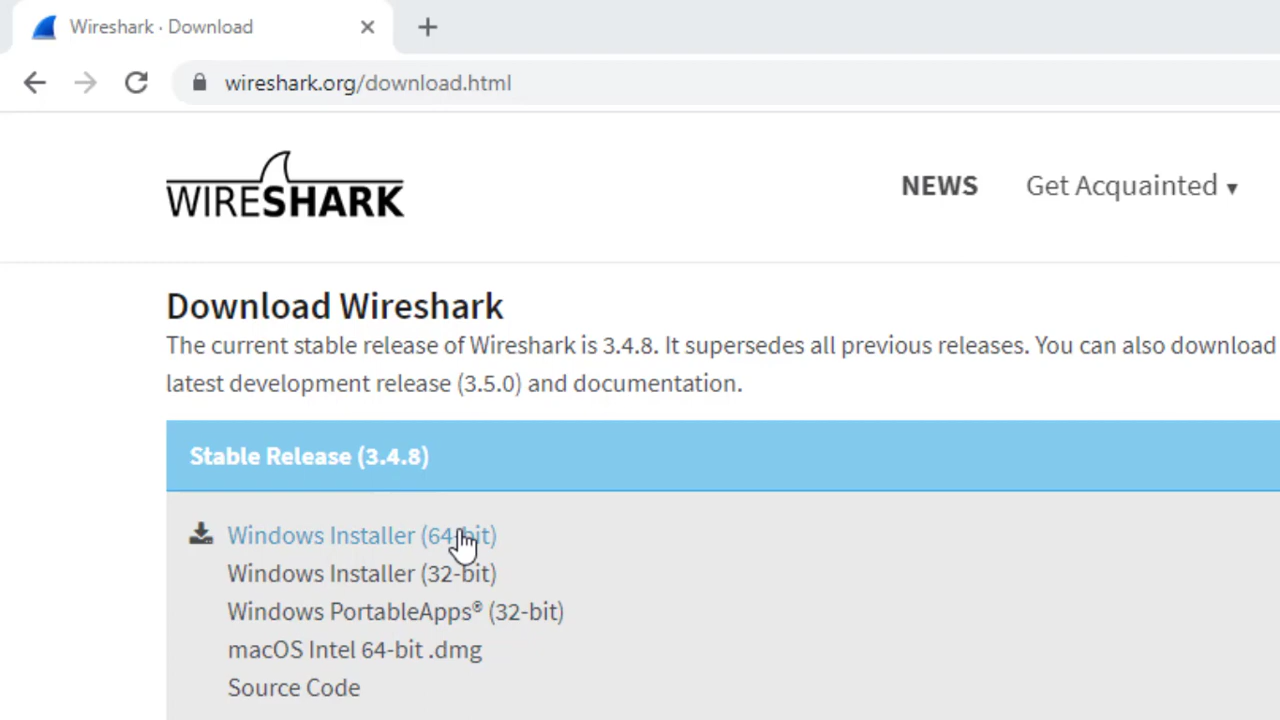 Wireshark · Download
wireshark.org/download.html
WIRESHARK
NEWS
Get Acquainted ▾
Download Wireshark
The current stable release of Wireshark is 3.4.8. It supersedes all previous releases. You can also download
latest development release (3.5.0) and documentation.
Stable Release (3.4.8)
Windows Installer (64-bit)
Windows Installer (32-bit)
Windows PortableApps® (32-bit)
macOS Intel 64-bit .dmg
Source Code